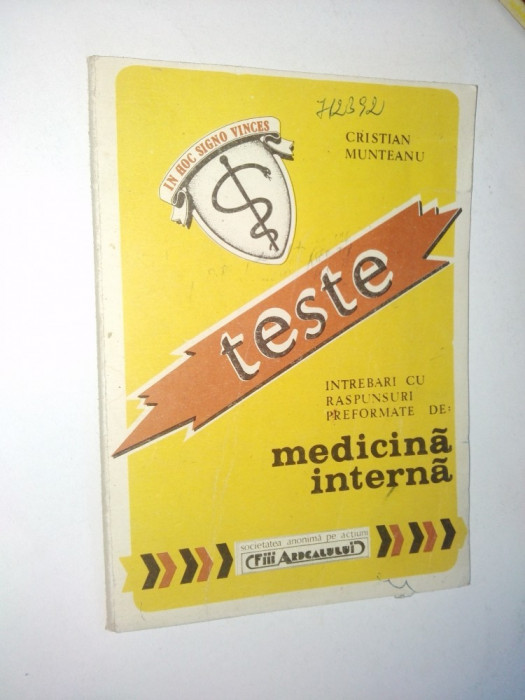 H2392
CRISTIAN
MUNTEANU
IN HOC SIGNO VINCES
teste
INTREBARI CU
RASPUNSURI
PREFORMATE DE:
medicină
internă
societatea anonimă pe acțiuni
Fiii ARDEALULUI